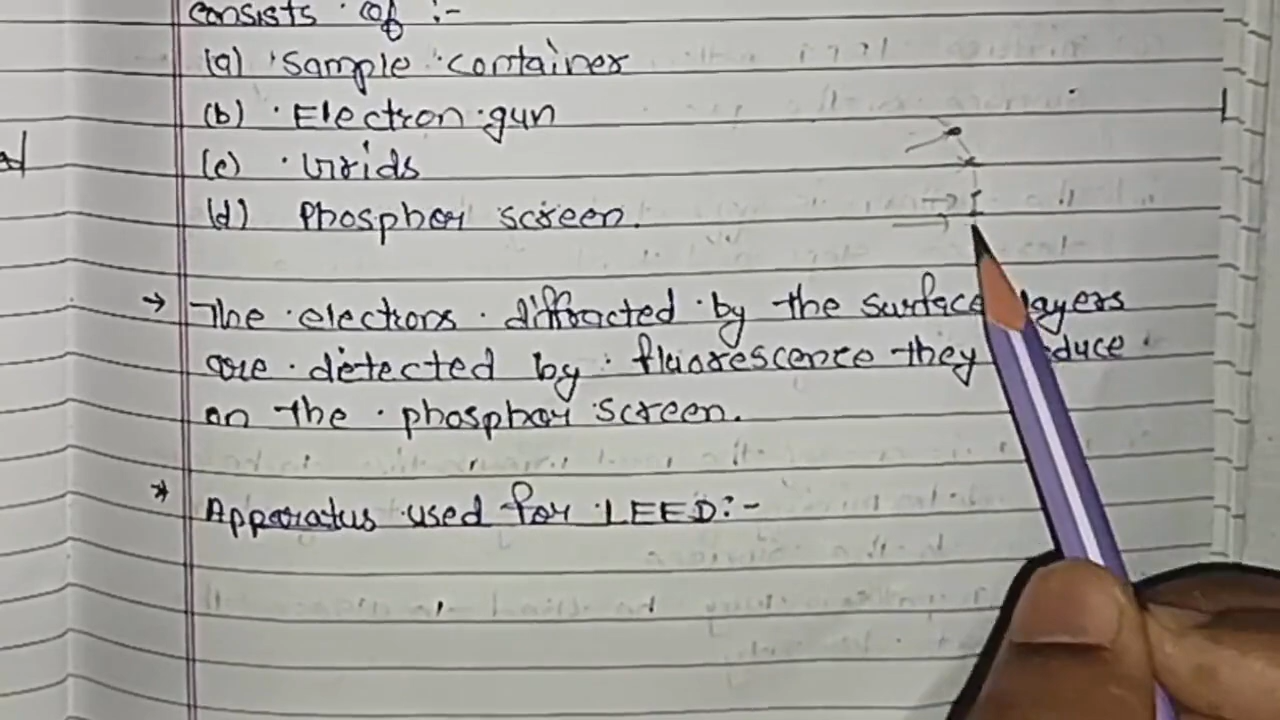 consists of :-
(a) Sample container
(b) Electron gun
(c) Grids
(d) Phosphor screen.
→ The electrons diffracted by the surface layers
are detected by fluorescence they duce
on the phosphor screen.
* Apparatus used for LEED:-